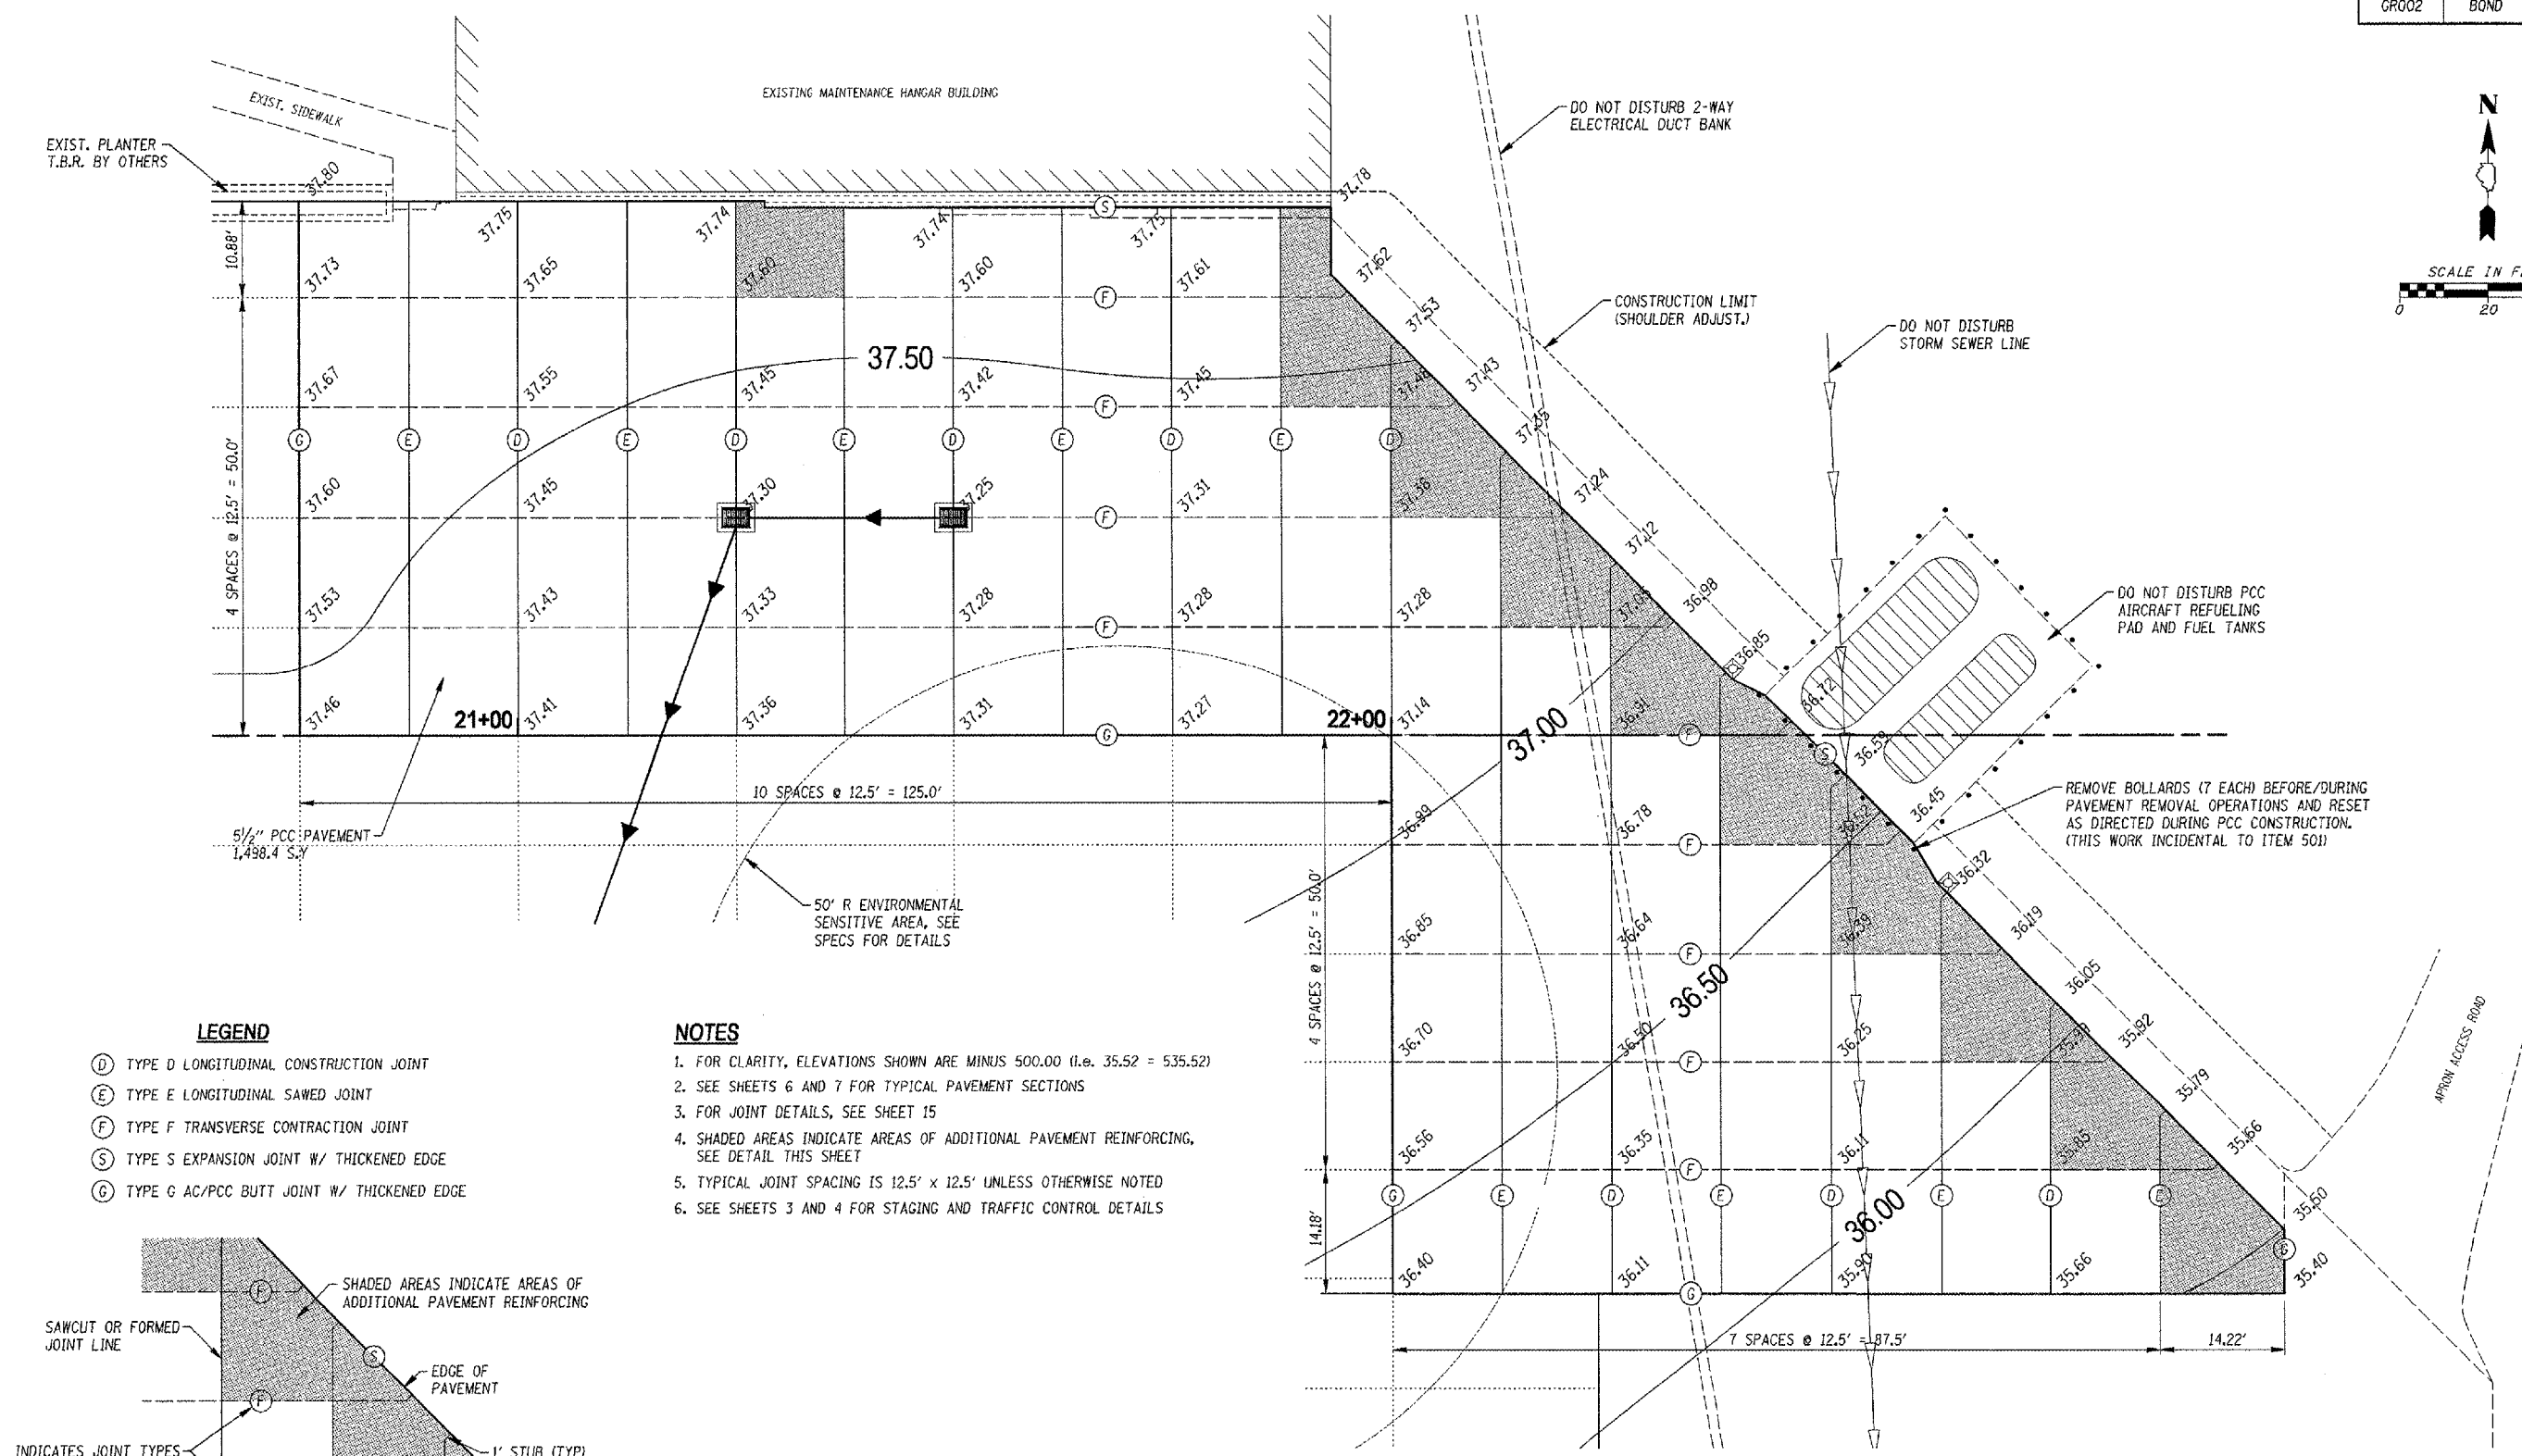 GR002 BOND
EXISTING MAINTENANCE HANGAR BUILDING
EXIST. SIDEWALK
EXIST. PLANTER
T.B.R. BY OTHERS
DO NOT DISTURB 2-WAY
ELECTRICAL DUCT BANK
N
CONSTRUCTION LIMIT
(SHOULDER ADJUST.)
DO NOT DISTURB
STORM SEWER LINE
SCALE IN
0 20
37.80
37.75
37.74
37.74
37.75
37.78
S
10.88'
37.73
37.65
37.60
37.60
37.61
37.62
F
37.53
37.50
37.67
37.55
37.45
37.42
37.45
37.48
37.43
F
37.35
G E D E D E D E D E D
4 SPACES @ 12.5' = 50.0'
37.60
37.45
37.30
37.25
37.31
37.38
37.24
F
37.12
37.53
37.43
37.33
37.28
37.28
37.28
37.05
36.98
F
DO NOT DISTURB PCC
AIRCRAFT REFUELING
PAD AND FUEL TANKS
36.85
36.72
37.46
21+00
37.41
37.36
37.31
37.27
22+00
37.14
36.91
G
F
S
36.59
37.00
10 SPACES @ 12.5' = 125.0'
5½" PCC PAVEMENT
1,498.4 S.Y
36.99
36.78
36.52
36.45
F
REMOVE BOLLARDS (7 EACH) BEFORE/DURING
PAVEMENT REMOVAL OPERATIONS AND RESET
AS DIRECTED DURING PCC CONSTRUCTION.
(THIS WORK INCIDENTAL TO ITEM 501)
36.32
50' R ENVIRONMENTAL
SENSITIVE AREA, SEE
SPECS FOR DETAILS
4 SPACES @ 12.5' = 50.0'
36.85
36.64
36.39
36.19
F
36.50
36.05
36.70
36.50
36.25
35.92
F
35.79
36.56
36.35
36.11
35.85
35.66
F
APRON ACCESS ROAD
G E D E D E D E
36.00
35.50
14.18'
36.40
36.11
35.90
35.66
35.40
G
G
7 SPACES @ 12.5' = 87.5'
14.22'
LEGEND
D TYPE D LONGITUDINAL CONSTRUCTION JOINT
E TYPE E LONGITUDINAL SAWED JOINT
F TYPE F TRANSVERSE CONTRACTION JOINT
S TYPE S EXPANSION JOINT W/ THICKENED EDGE
G TYPE G AC/PCC BUTT JOINT W/ THICKENED EDGE
NOTES
1. FOR CLARITY, ELEVATIONS SHOWN ARE MINUS 500.00 (i.e. 35.52 = 535.52)
2. SEE SHEETS 6 AND 7 FOR TYPICAL PAVEMENT SECTIONS
3. FOR JOINT DETAILS, SEE SHEET 15
4. SHADED AREAS INDICATE AREAS OF ADDITIONAL PAVEMENT REINFORCING,
SEE DETAIL THIS SHEET
5. TYPICAL JOINT SPACING IS 12.5' x 12.5' UNLESS OTHERWISE NOTED
6. SEE SHEETS 3 AND 4 FOR STAGING AND TRAFFIC CONTROL DETAILS
SHADED AREAS INDICATE AREAS OF
ADDITIONAL PAVEMENT REINFORCING
F
SAWCUT OR FORMED
JOINT LINE
S
EDGE OF
PAVEMENT
F
INDICATES JOINT TYPES
1' STUB (TYP)